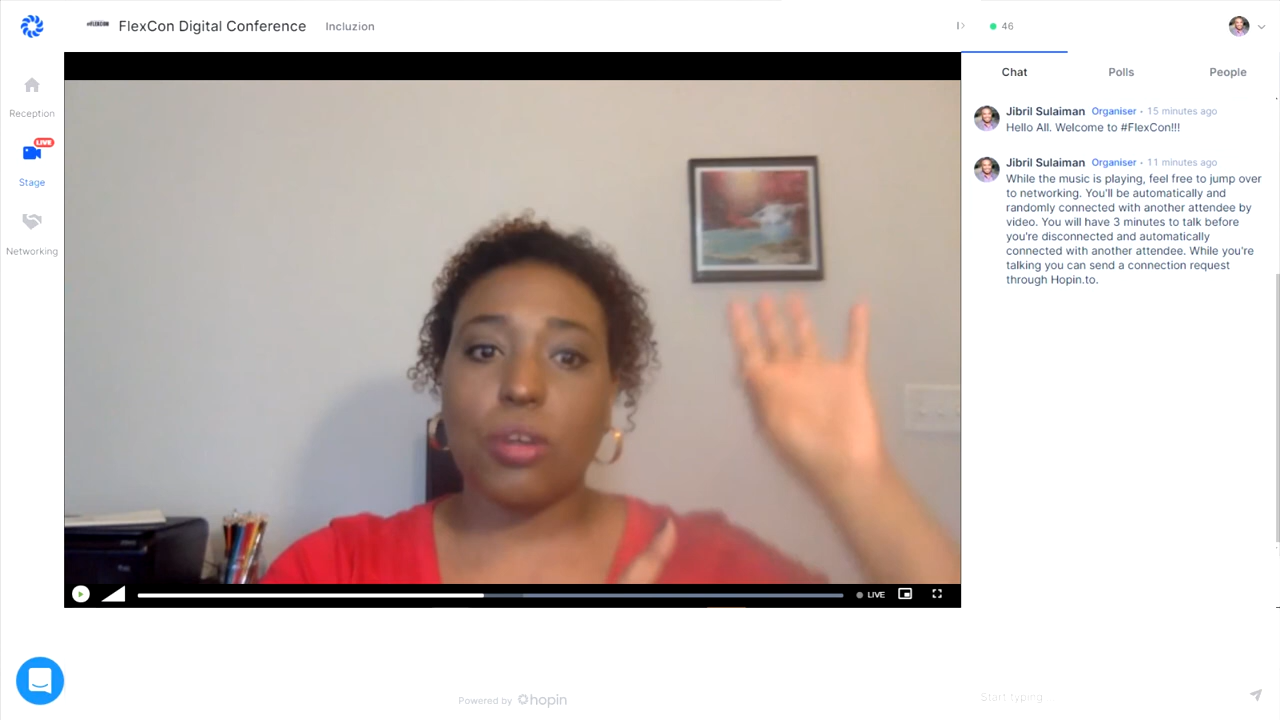 #FLEXCON FlexCon Digital Conference Incluzion
46
Reception
LIVE
Stage
Networking
Chat Polls People
Jibril Sulaiman Organiser • 15 minutes ago
Hello All. Welcome to #FlexCon!!!
Jibril Sulaiman Organiser • 11 minutes ago
While the music is playing, feel free to jump over
to networking. You'll be automatically and
randomly connected with another attendee by
video. You will have 3 minutes to talk before
you're disconnected and automatically
connected with another attendee. While you're
talking you can send a connection request
through Hopin.to.
LIVE
Powered by hopin
Start typing